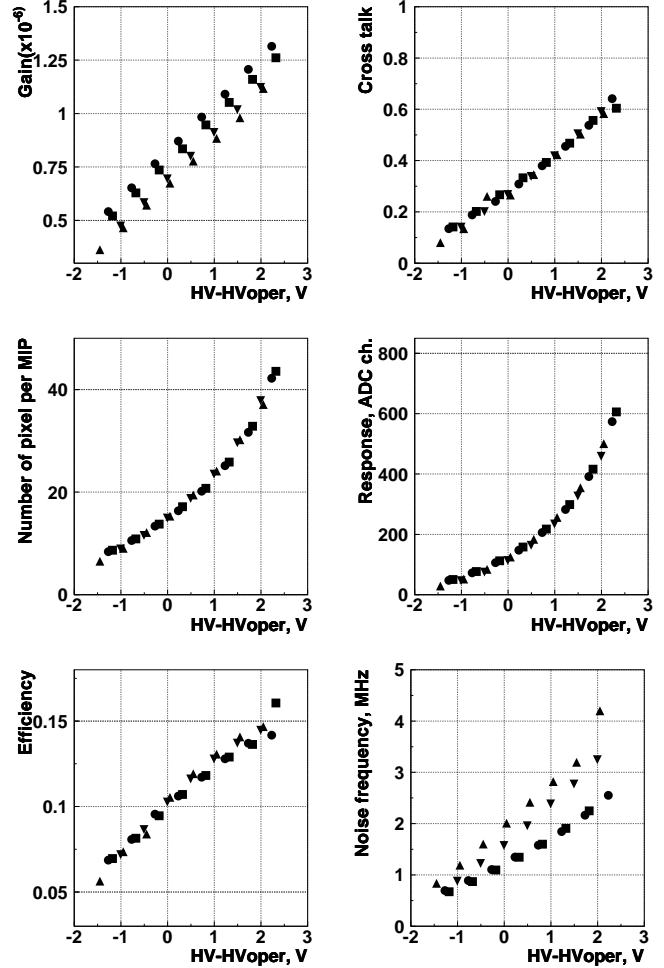 Gain(x10⁻⁶)
1.5
1.25
1
0.75
0.5
-2 -1 0 1 2 3
HV-HVoper, V
Cross talk
1
0.8
0.6
0.4
0.2
0
-2 -1 0 1 2 3
HV-HVoper, V
Number of pixel per MIP
40
20
0
-2 -1 0 1 2 3
HV-HVoper, V
Response, ADC ch.
800
600
400
200
0
-2 -1 0 1 2 3
HV-HVoper, V
Efficiency
0.15
0.1
0.05
-2 -1 0 1 2 3
HV-HVoper, V
Noise frequency, MHz
5
4
3
2
1
0
-2 -1 0 1 2 3
HV-HVoper, V